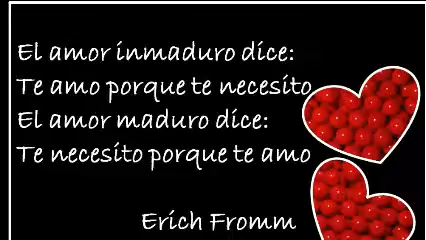 El amor inmaduro dice:
Te amo porque te necesito
El amor maduro dice:
Te necesito porque te amo
Erich Fromm